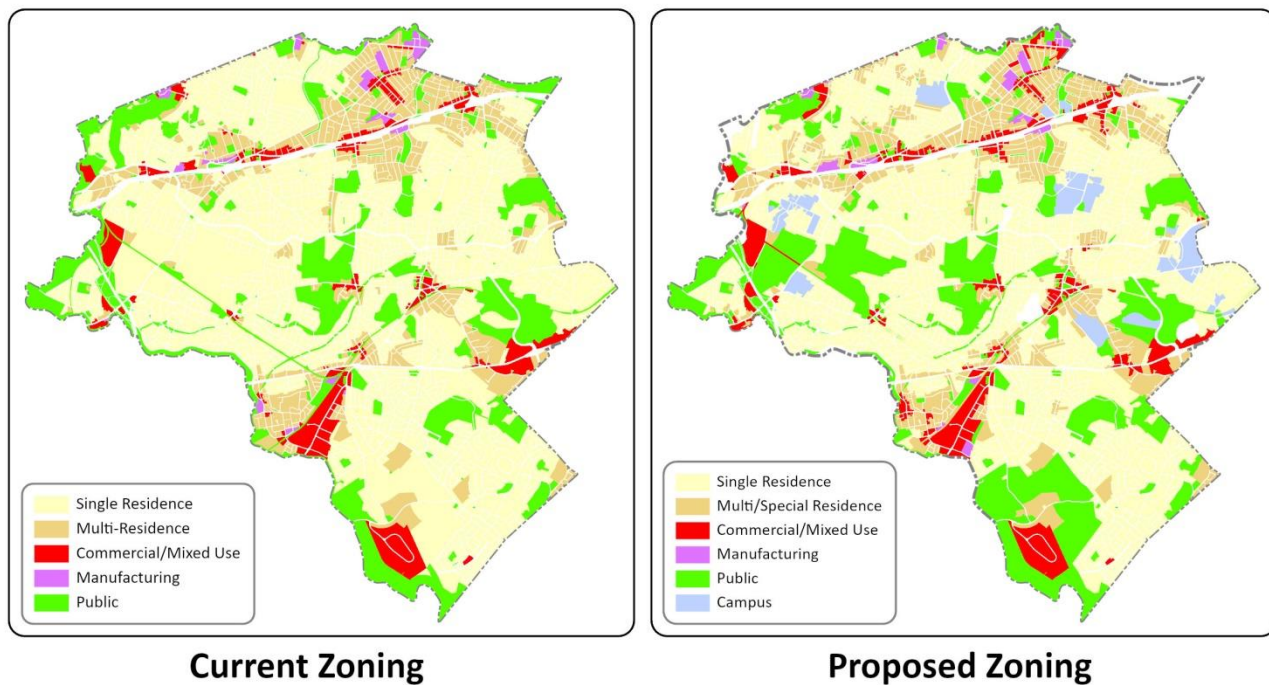 Single Residence
Multi-Residence
Commercial/Mixed Use
Manufacturing
Public
Current Zoning
Single Residence
Multi/Special Residence
Commercial/Mixed Use
Manufacturing
Public
Campus
Proposed Zoning